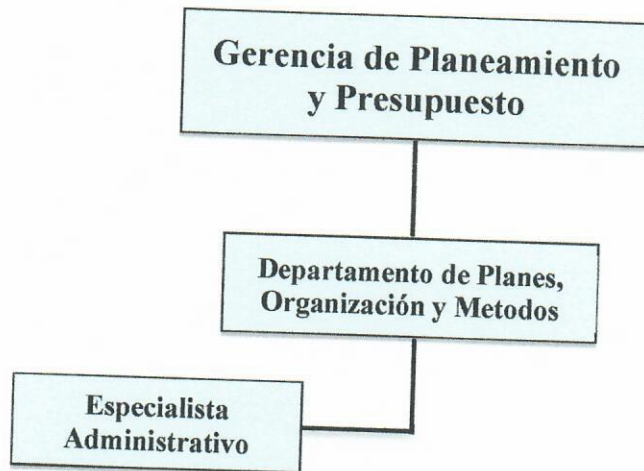 Gerencia de Planeamiento
y Presupuesto
Departamento de Planes,
Organización y Metodos
Especialista
Administrativo